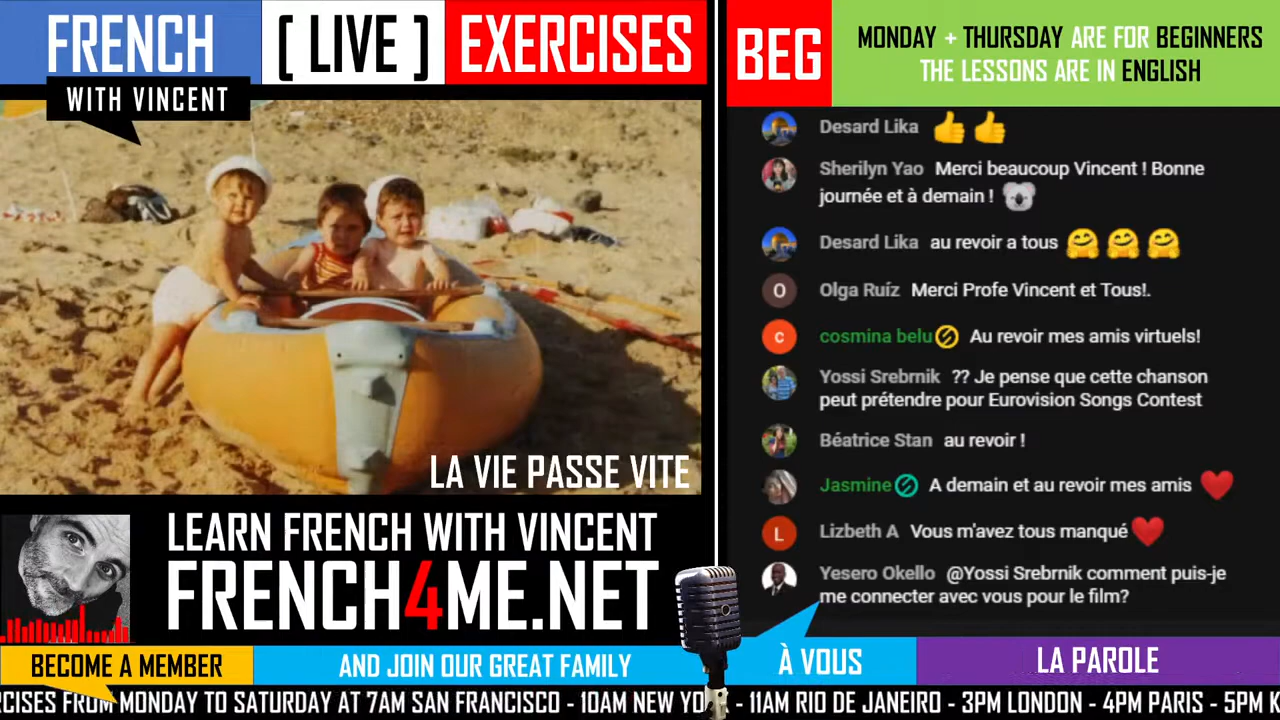 FRENCH
WITH VINCENT
[ LIVE ]
EXERCISES
LA VIE PASSE VITE
LEARN FRENCH WITH VINCENT
FRENCH4ME.NET
BECOME A MEMBER
AND JOIN OUR GREAT FAMILY
BEG
MONDAY + THURSDAY ARE FOR BEGINNERS
THE LESSONS ARE IN ENGLISH
Desard Lika 👍👍
Sherilyn Yao Merci beaucoup Vincent ! Bonne
journée et à demain ! 🐨
Desard Lika au revoir a tous 🤗🤗🤗
O Olga Ruíz Merci Profe Vincent et Tous!.
c cosmina belu Au revoir mes amis virtuels!
Yossi Srebrnik ?? Je pense que cette chanson
peut prétendre pour Eurovision Songs Contest
Béatrice Stan au revoir !
Jasmine A demain et au revoir mes amis ❤️
L Lizbeth A Vous m'avez tous manqué❤️
Yesero Okello @Yossi Srebrnik comment puis-je
me connecter avec vous pour le film?
À VOUS
LA PAROLE
RCISES FROM MONDAY TO SATURDAY AT 7AM SAN FRANCISCO - 10AM NEW YO - 11AM RIO DE JANEIRO - 3PM LONDON - 4PM PARIS - 5PM K